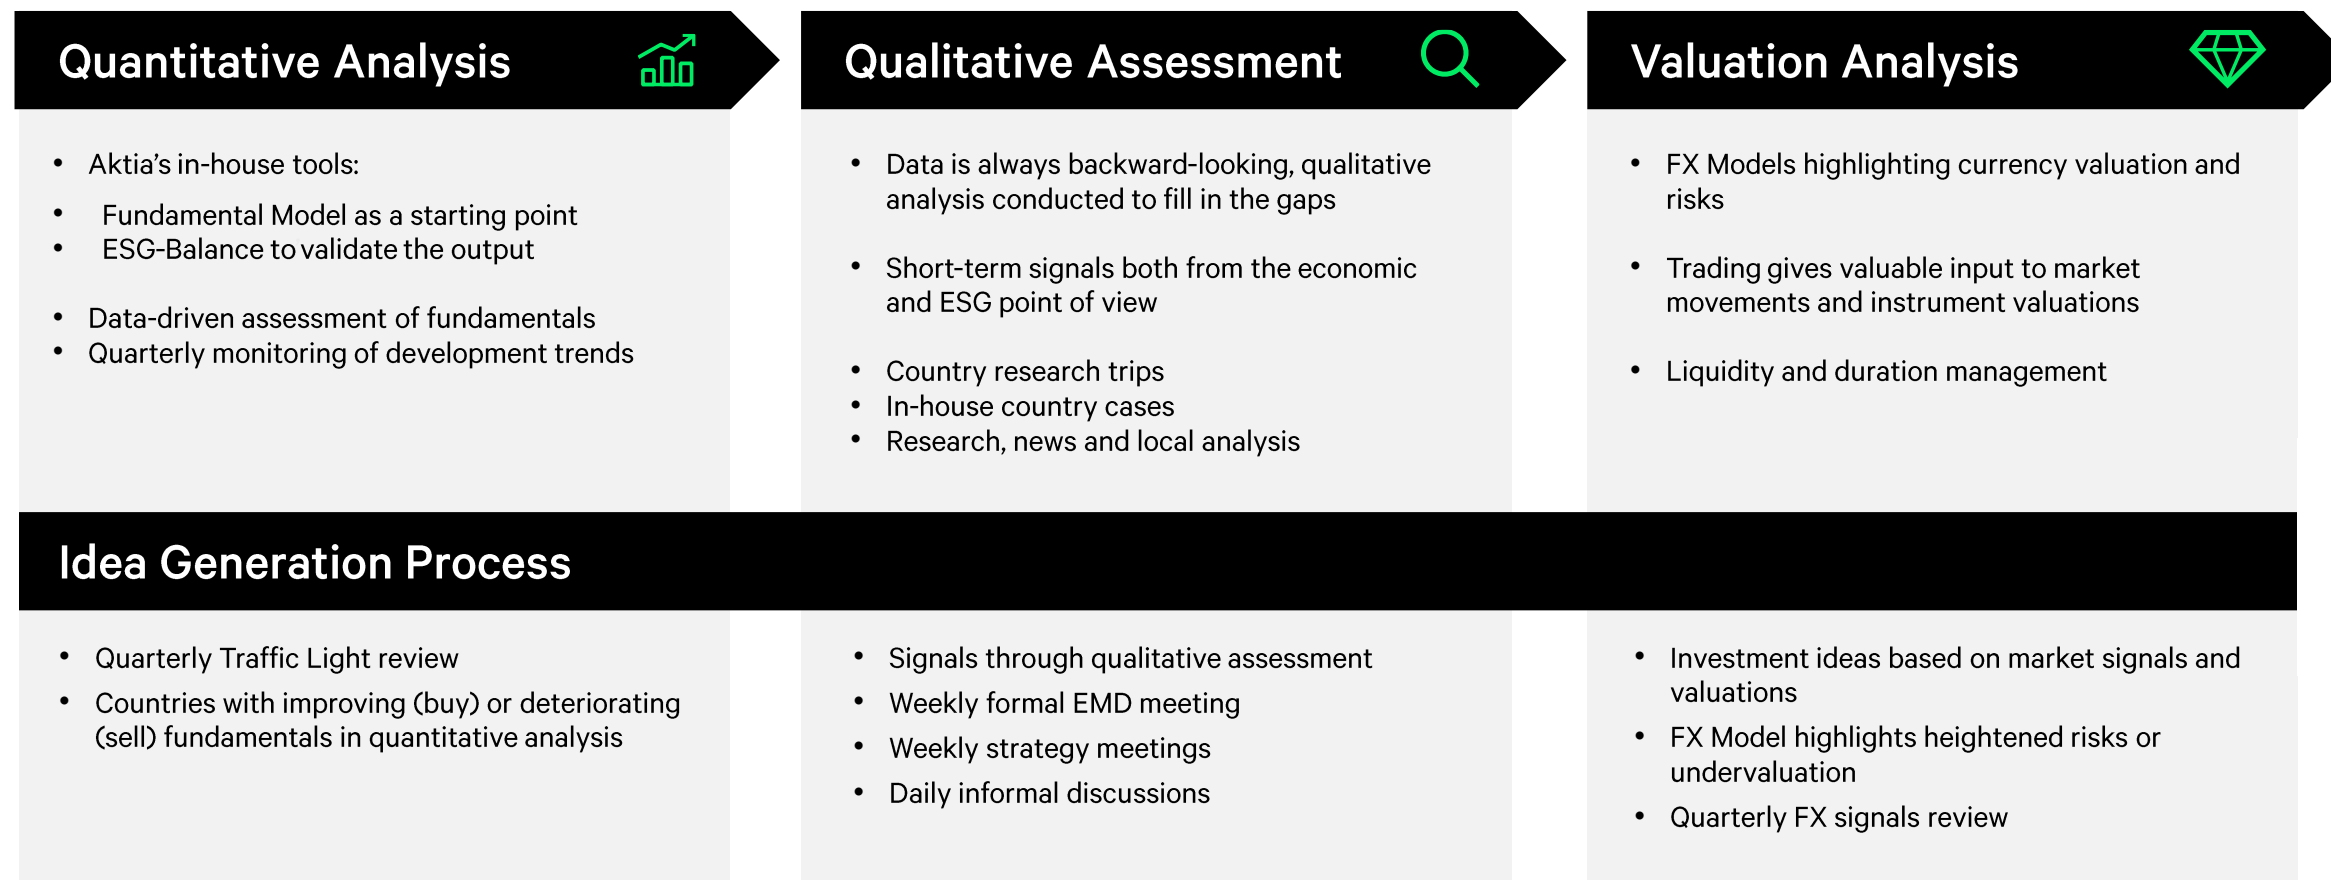 Quantitative Analysis
• Aktia’s in-house tools:
• Fundamental Model as a starting point
• ESG-Balance to validate the output
• Data-driven assessment of fundamentals
• Quarterly monitoring of development trends
Qualitative Assessment
• Data is always backward-looking, qualitative
analysis conducted to fill in the gaps
• Short-term signals both from the economic
and ESG point of view
• Country research trips
• In-house country cases
• Research, news and local analysis
Valuation Analysis
• FX Models highlighting currency valuation and
risks
• Trading gives valuable input to market
movements and instrument valuations
• Liquidity and duration management
Idea Generation Process
• Quarterly Traffic Light review
• Countries with improving (buy) or deteriorating
(sell) fundamentals in quantitative analysis
• Signals through qualitative assessment
• Weekly formal EMD meeting
• Weekly strategy meetings
• Daily informal discussions
• Investment ideas based on market signals and
valuations
• FX Model highlights heightened risks or
undervaluation
• Quarterly FX signals review